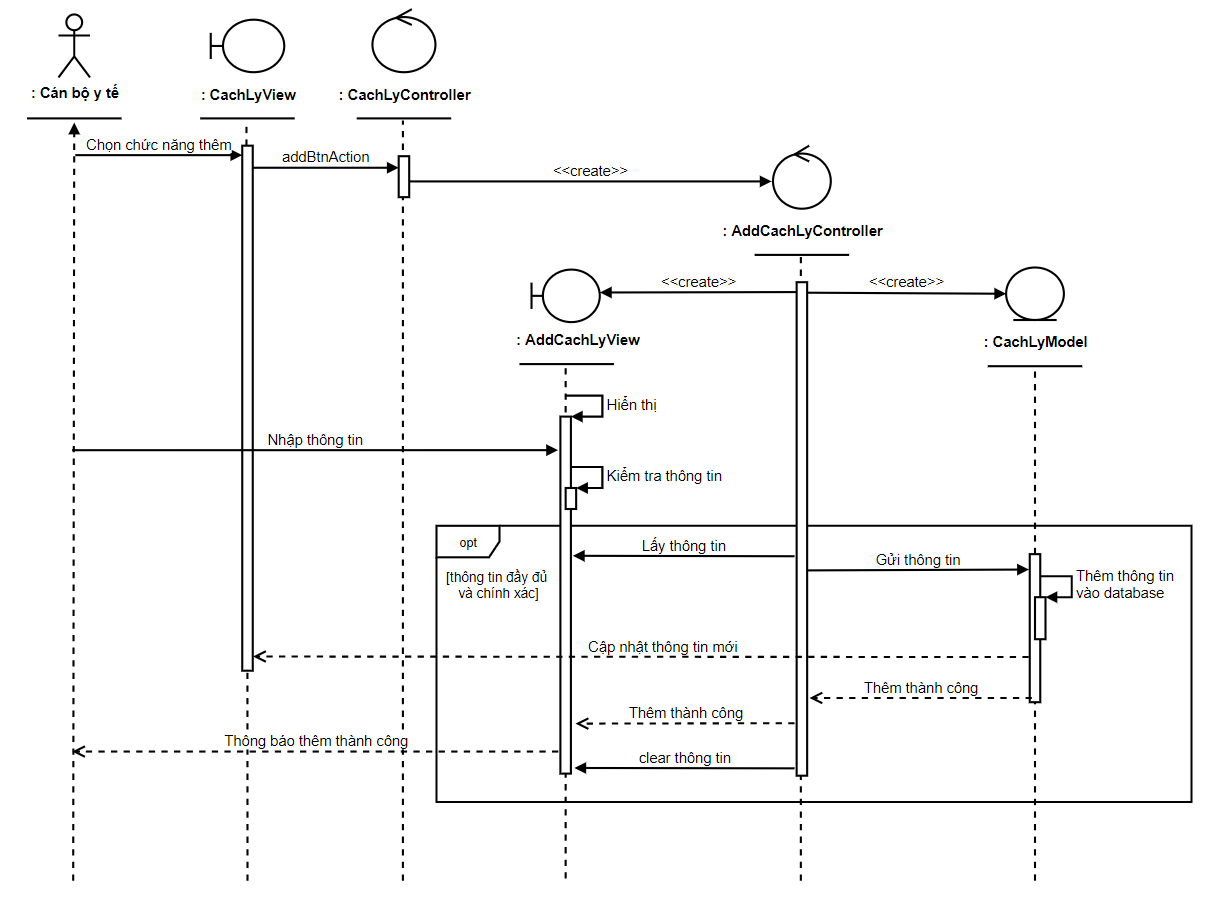 : Cán bộ y tế
: CachLyView
: CachLyController
Chọn chức năng thêm
addBtnAction
<<create>>
: AddCachLyController
<<create>>
<<create>>
: AddCachLyView
: CachLyModel
Hiển thị
Nhập thông tin
Kiểm tra thông tin
opt
[thông tin đầy đủ
và chính xác]
Lấy thông tin
Gửi thông tin
Thêm thông tin
vào database
Cập nhật thông tin mới
Thêm thành công
Thêm thành công
Thông báo thêm thành công
clear thông tin